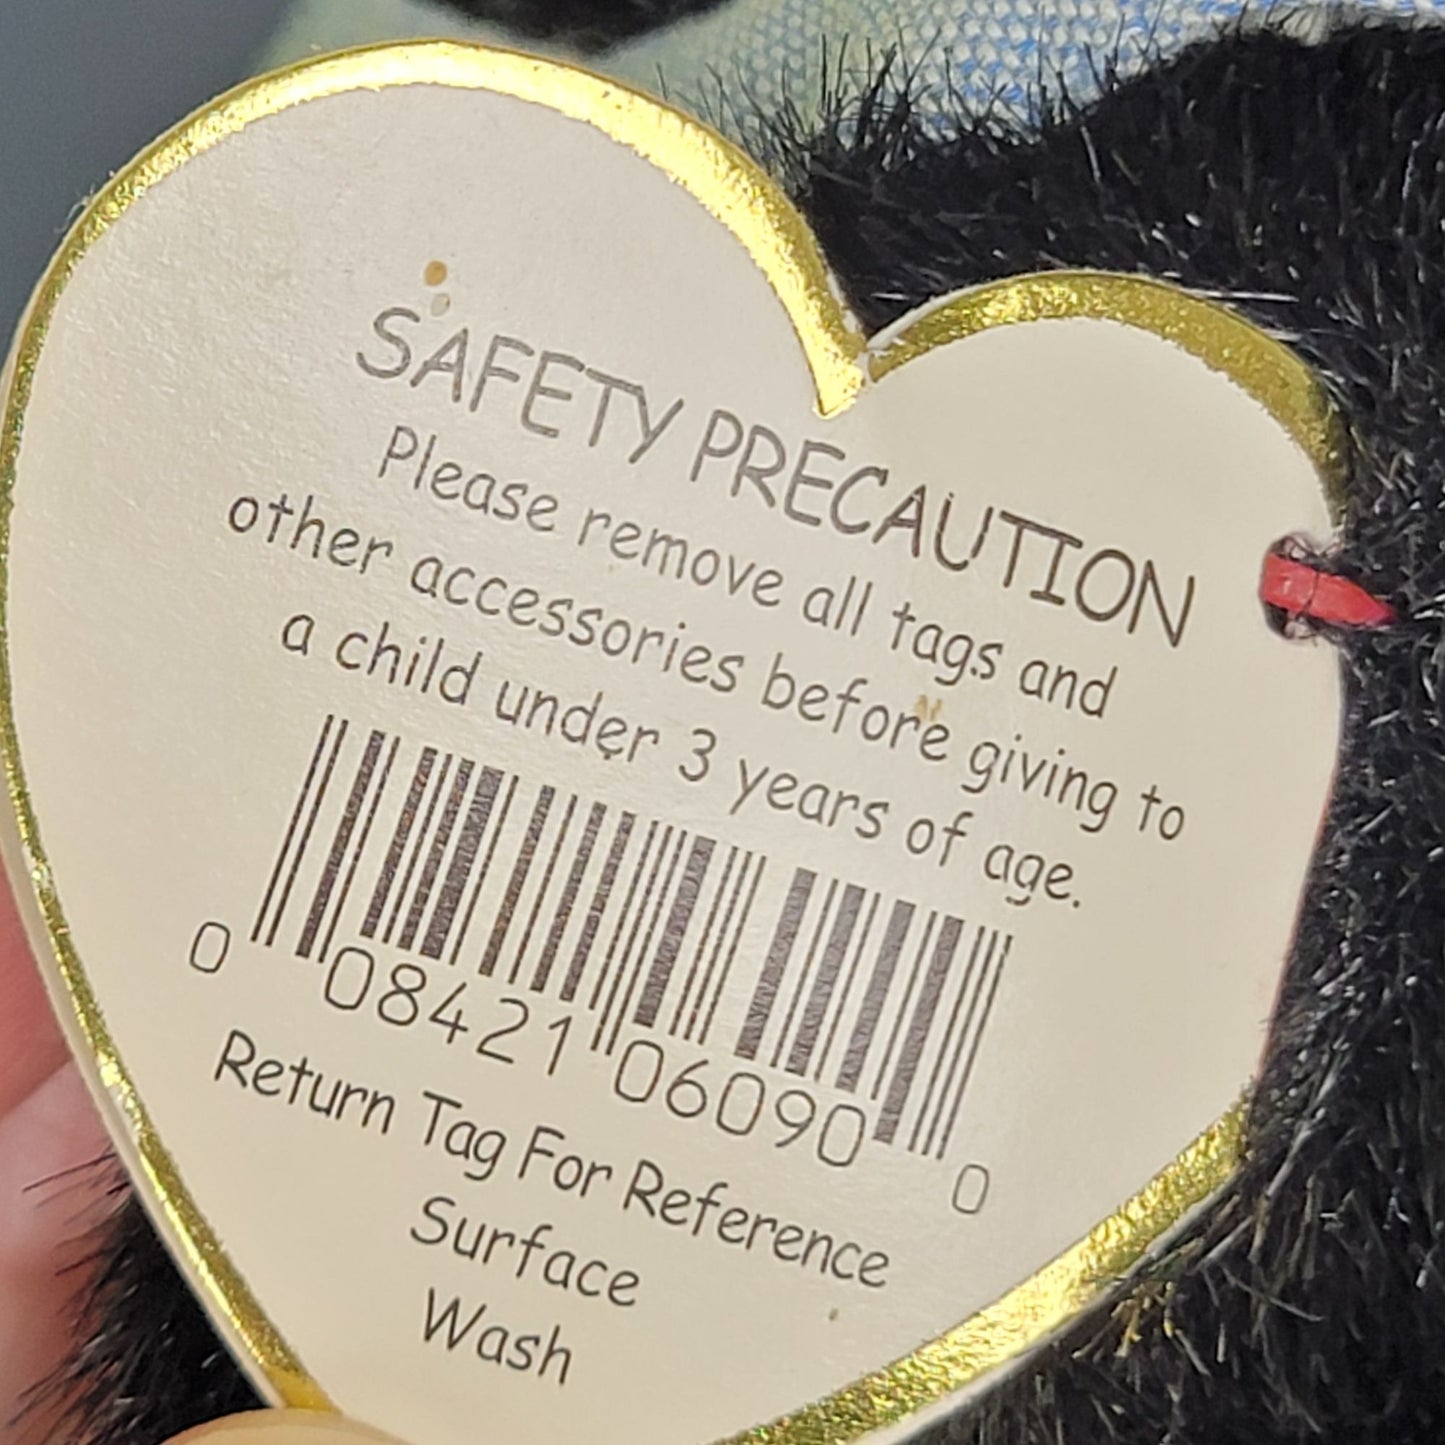 SAFETY PRECAUTION
Please remove all tags and
other accessories before giving to
a child under 3 years of age.
0 08421 06090 0
Return Tag For Reference
Surface
Wash